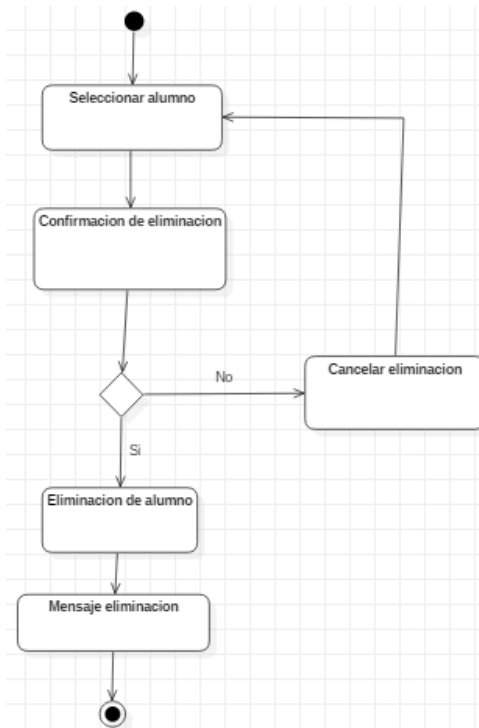 Seleccionar alumno
Confirmacion de eliminacion
Cancelar eliminacion
No
Si
Eliminacion de alumno
Mensaje eliminacion